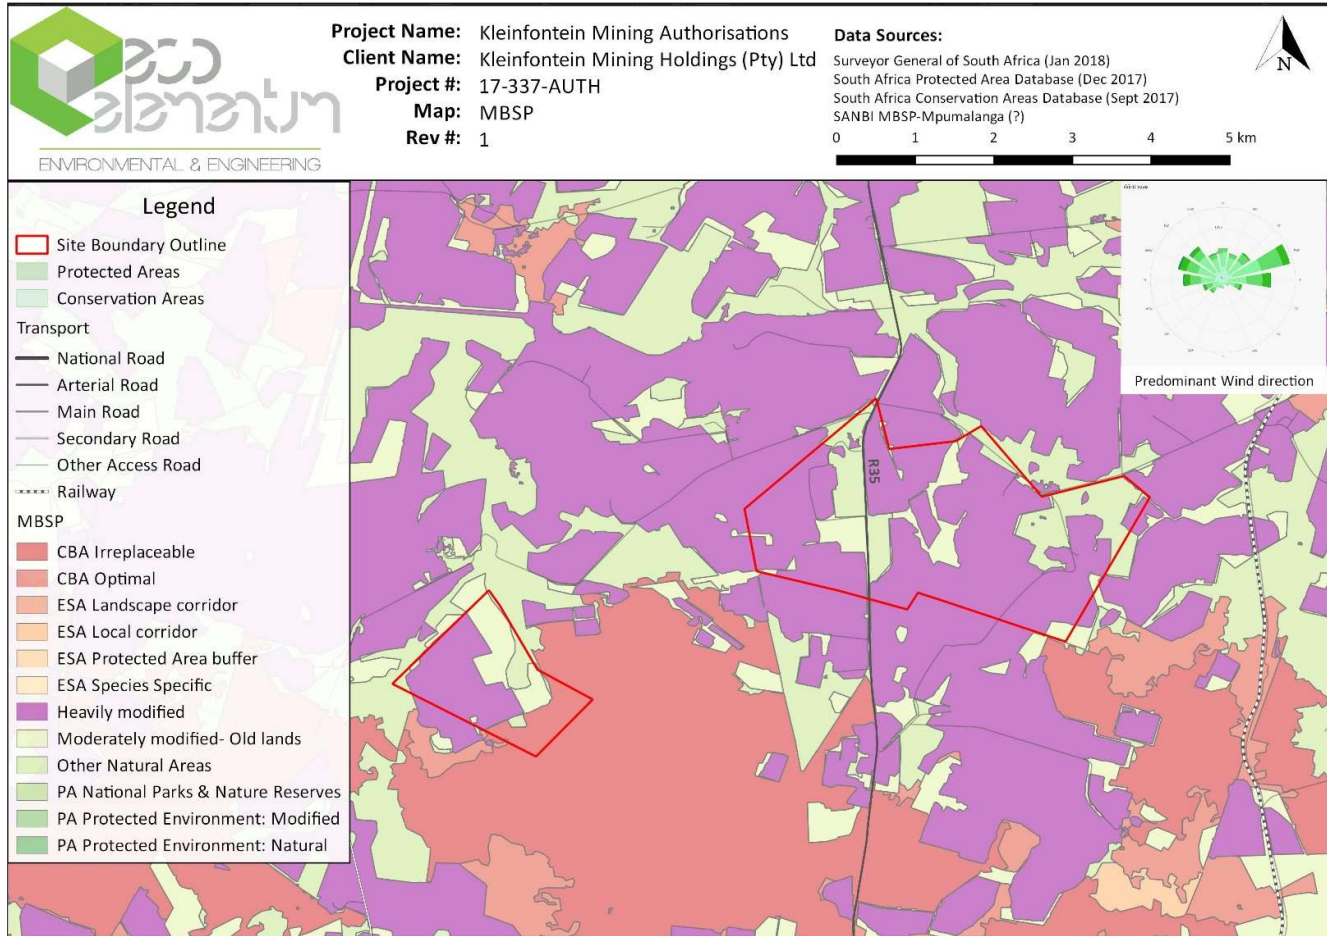 eco
elementum
ENVIRONMENTAL & ENGINEERING
Project Name: Kleinfontein Mining Authorisations
Client Name: Kleinfontein Mining Holdings (Pty) Ltd
Project #: 17-337-AUTH
Map: MBSP
Rev #: 1
Data Sources:
Surveyor General of South Africa (Jan 2018)
South Africa Protected Area Database (Dec 2017)
South Africa Conservation Areas Database (Sept 2017)
SANBI MBSP-Mpumalanga (?)
0 1 2 3 4 5 km
N
Legend
Site Boundary Outline
Protected Areas
Conservation Areas
Transport
National Road
Arterial Road
Main Road
Secondary Road
Other Access Road
Railway
MBSP
CBA Irreplaceable
CBA Optimal
ESA Landscape corridor
ESA Local corridor
ESA Protected Area buffer
ESA Species Specific
Heavily modified
Moderately modified- Old lands
Other Natural Areas
PA National Parks & Nature Reserves
PA Protected Environment: Modified
PA Protected Environment: Natural
R35
Predominant Wind direction